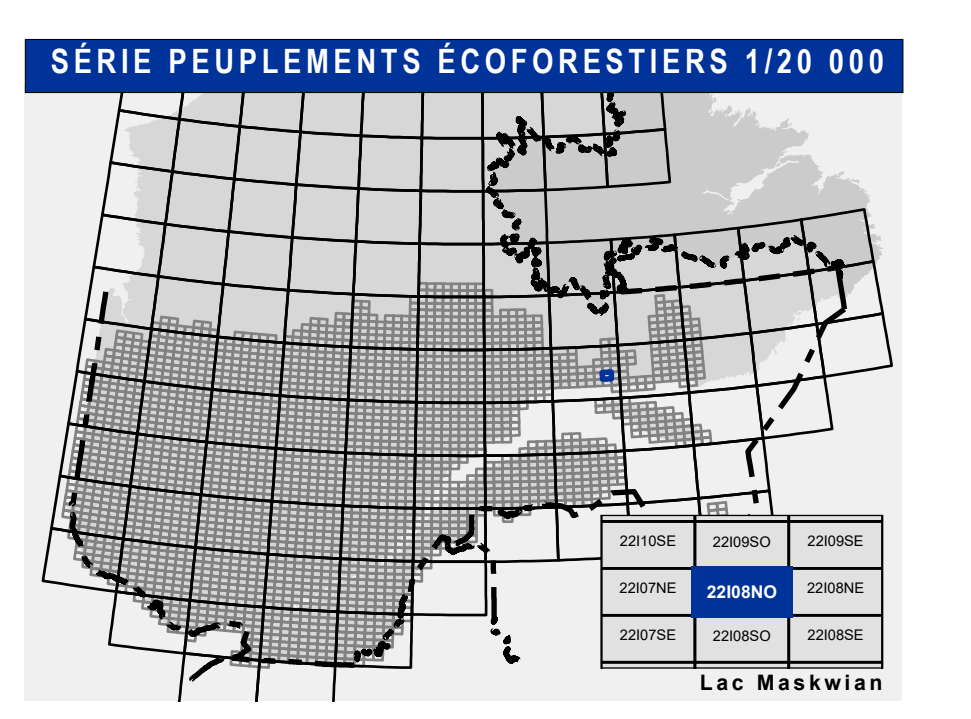 SÉRIE PEUPLEMENTS ÉCOFORESTIERS 1/20 000
22I10SE 22I09SO 22I09SE
22I07NE 22I08NO 22I08NE
22I07SE 22I08SO 22I08SE
Lac Maskwian